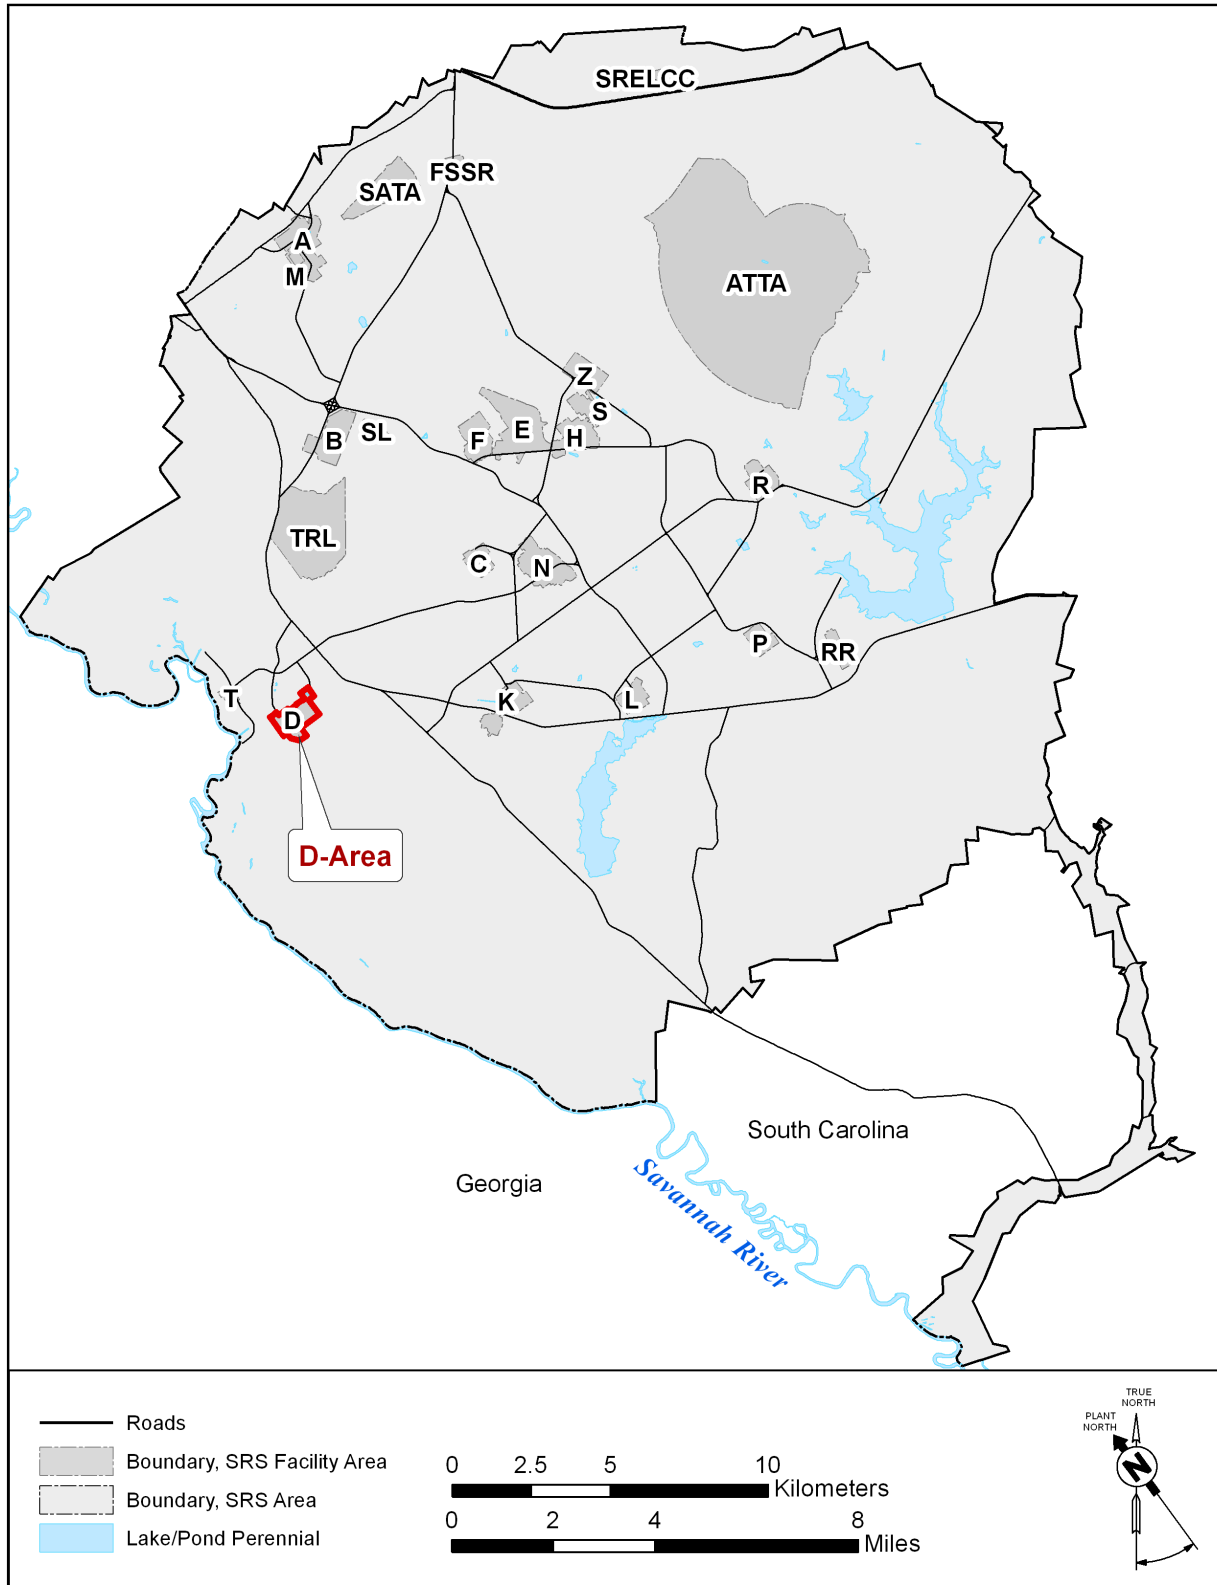 SRELCC
FSSR
SATA
A
M
ATTA
Z
S
B
SL
F
E
H
R
TRL
C
N
P
RR
T
D
K
L
D-Area
South Carolina
Georgia
Savannah River
Roads
Boundary, SRS Facility Area
Boundary, SRS Area
Lake/Pond Perennial
0 2.5 5 10
Kilometers
0 2 4 8
Miles
TRUE
NORTH
PLANT
NORTH
N